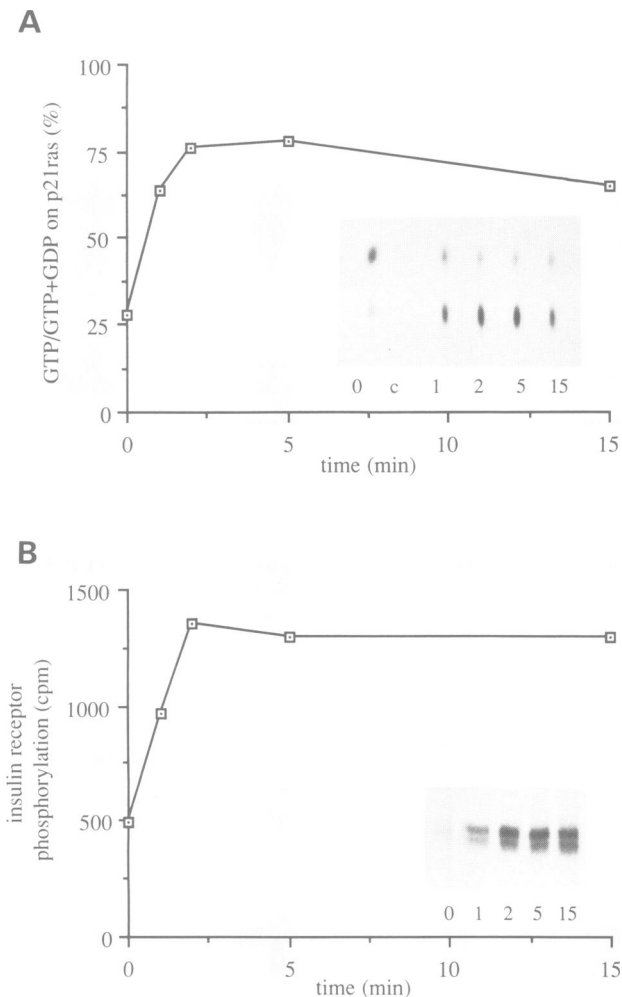 A
100
75
50
25
0
GTP/GTP+GDP on p21ras (%)
0 c 1 2 5 15
0 5 10 15
time (min)
B
1500
1000
500
0
insulin receptor
phosphorylation (cpm)
0 1 2 5 15
0 5 10 15
time (min)